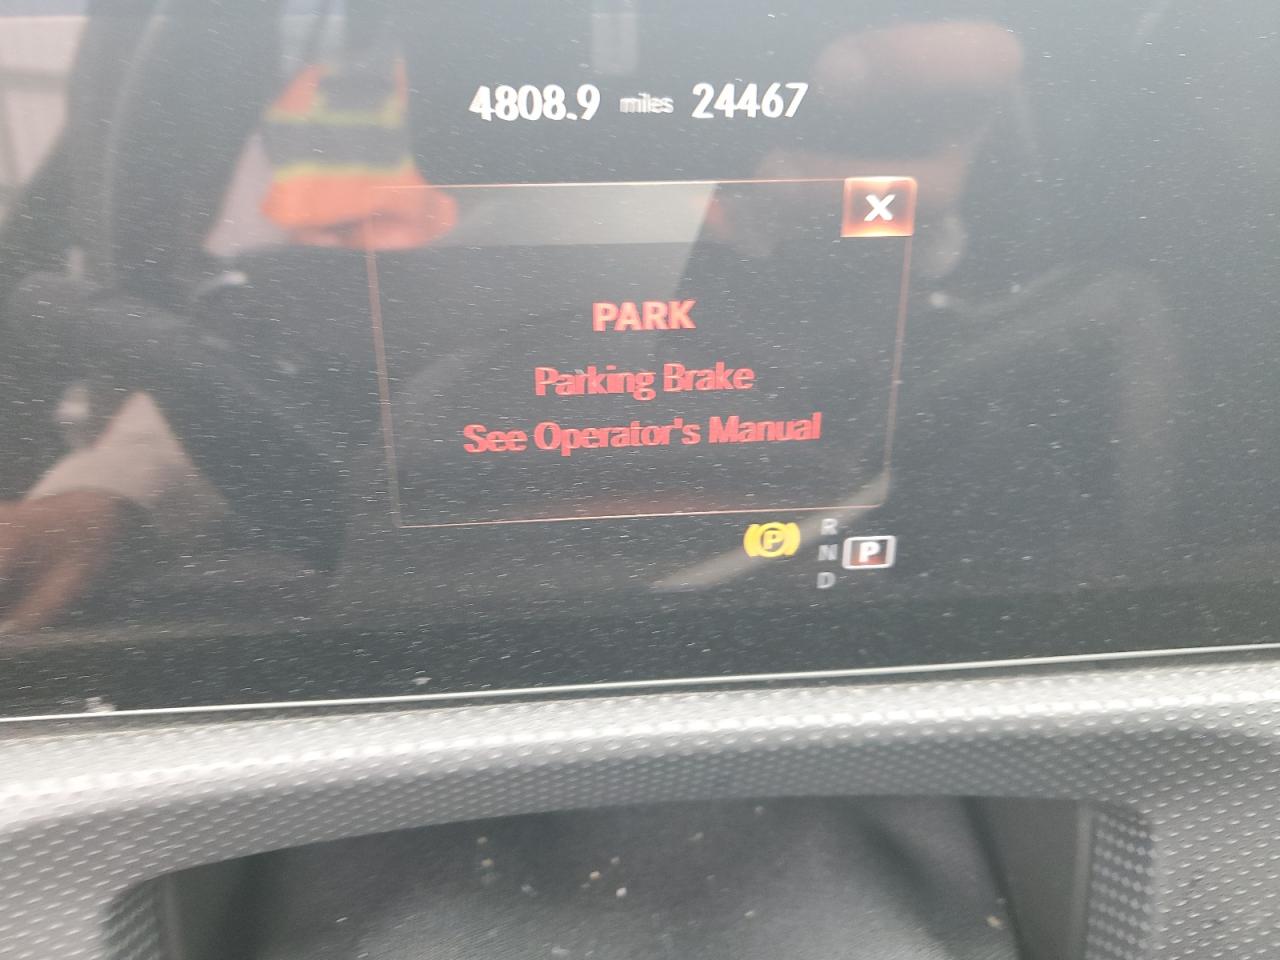 4808.9 miles 24467
X
PARK
Parking Brake
See Operator's Manual
R
P N P
D